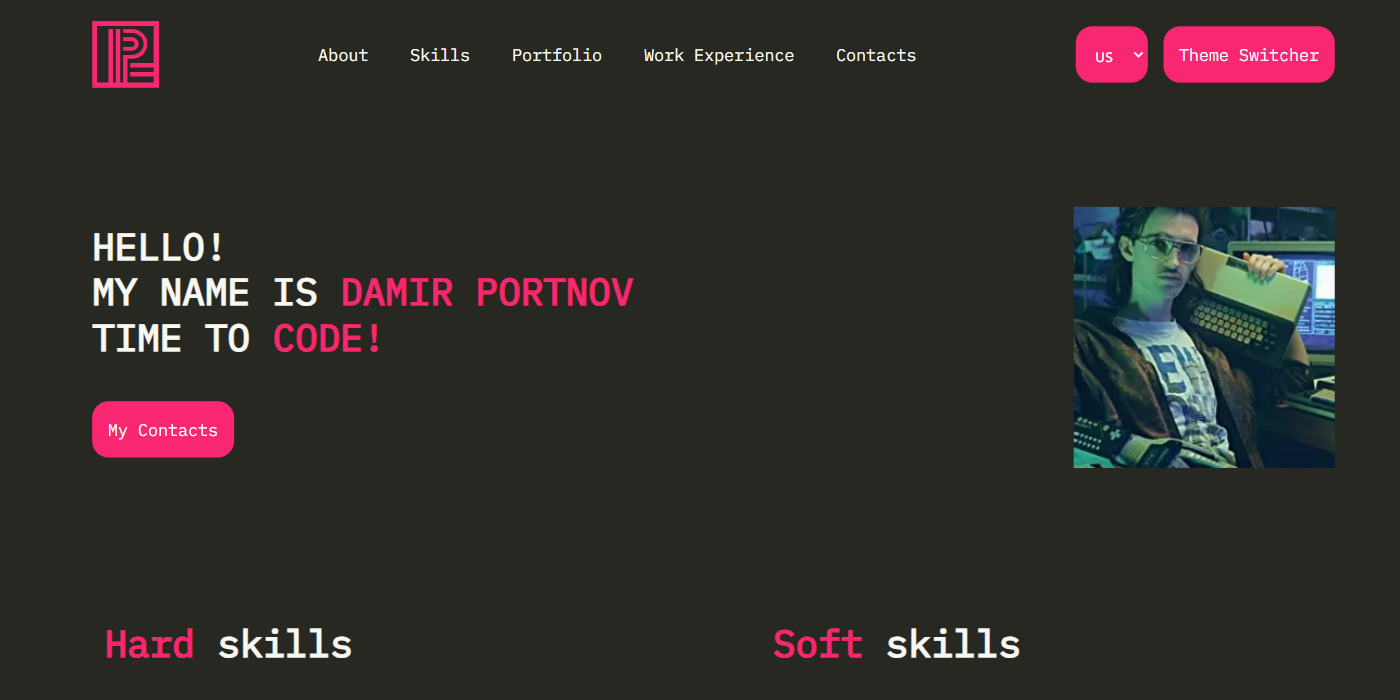 About Skills Portfolio Work Experience Contacts US Theme Switcher
HELLO!
MY NAME IS DAMIR PORTNOV
TIME TO CODE!
My Contacts
Hard skills Soft skills